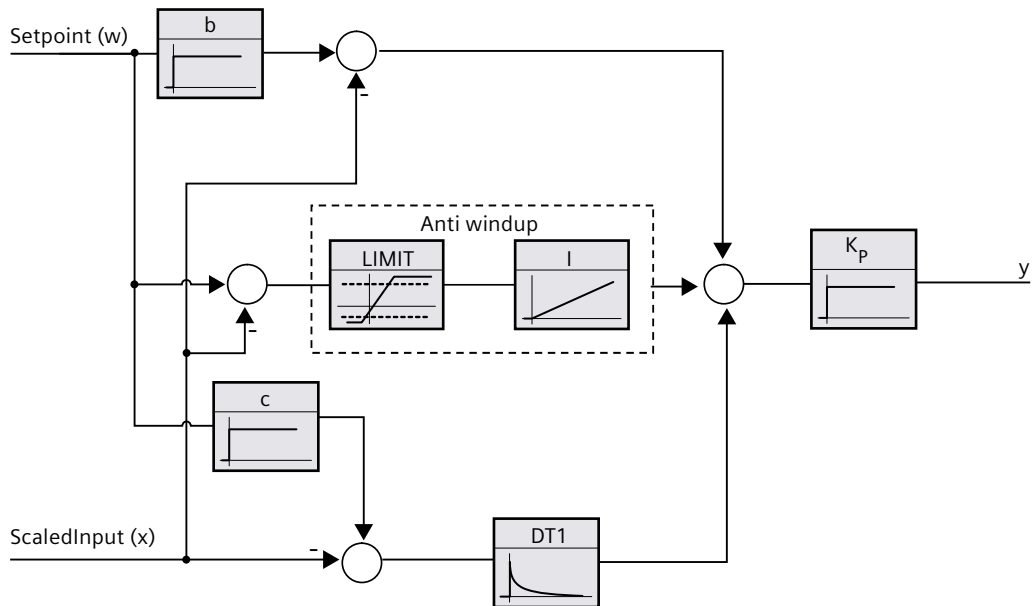 Setpoint (w)
b
-
Anti windup
LIMIT
I
K_P
y
-
c
ScaledInput (x)
-
DT1